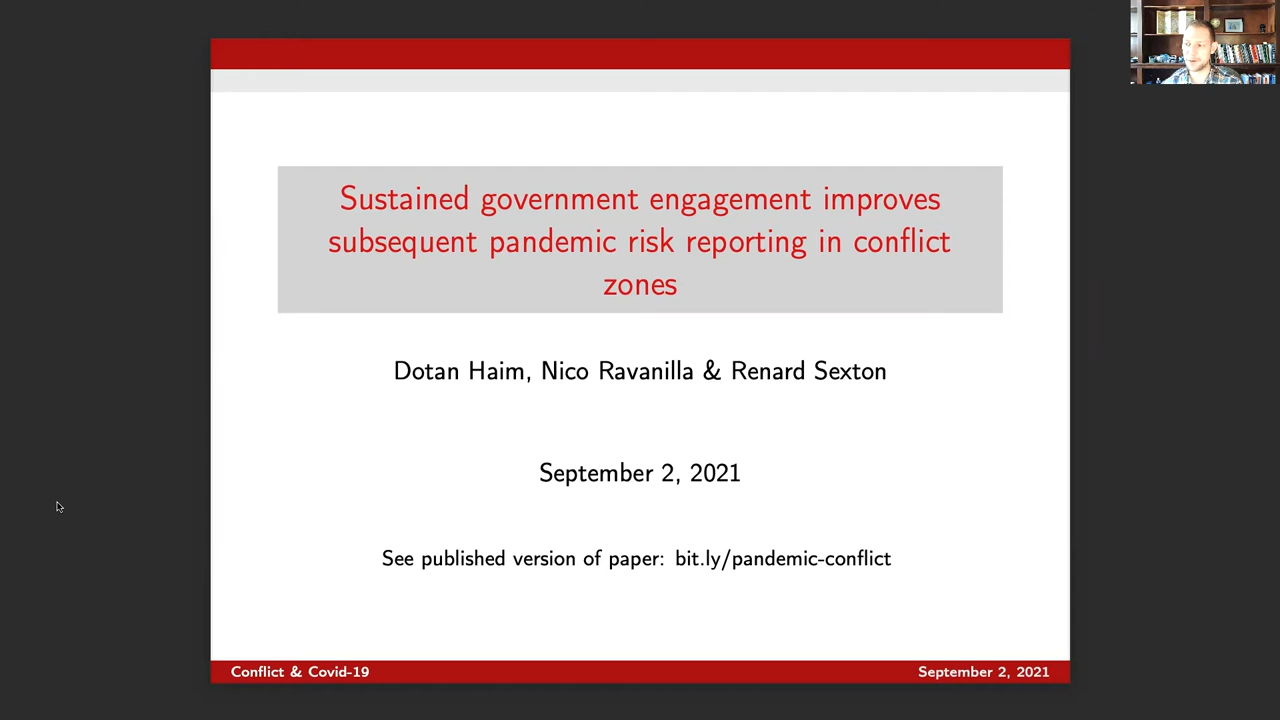 Sustained government engagement improves
subsequent pandemic risk reporting in conflict
zones
Dotan Haim, Nico Ravanilla & Renard Sexton
September 2, 2021
See published version of paper: bit.ly/pandemic-conflict
Conflict & Covid-19
September 2, 2021